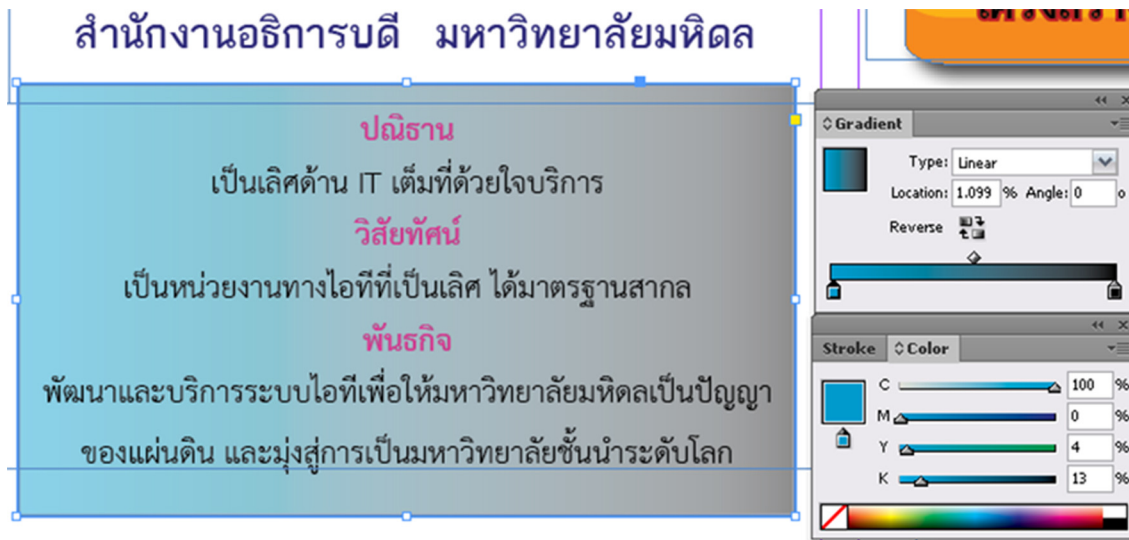 สำนักงานอธิการบดี มหาวิทยาลัยมหิดล
ปณิธาน
เป็นเลิศด้าน IT เต็มที่ด้วยใจบริการ
วิสัยทัศน์
เป็นหน่วยงานทางไอทีที่เป็นเลิศ ได้มาตรฐานสากล
พันธกิจ
พัฒนาและบริการระบบไอทีเพื่อให้มหาวิทยาลัยมหิดลเป็นปัญญา
ของแผ่นดิน และมุ่งสู่การเป็นมหาวิทยาลัยชั้นนำระดับโลก
Gradient
Type: Linear
Location: 1.099 % Angle: 0 °
Reverse
Stroke Color
C 100 %
M 0 %
Y 4 %
K 13 %